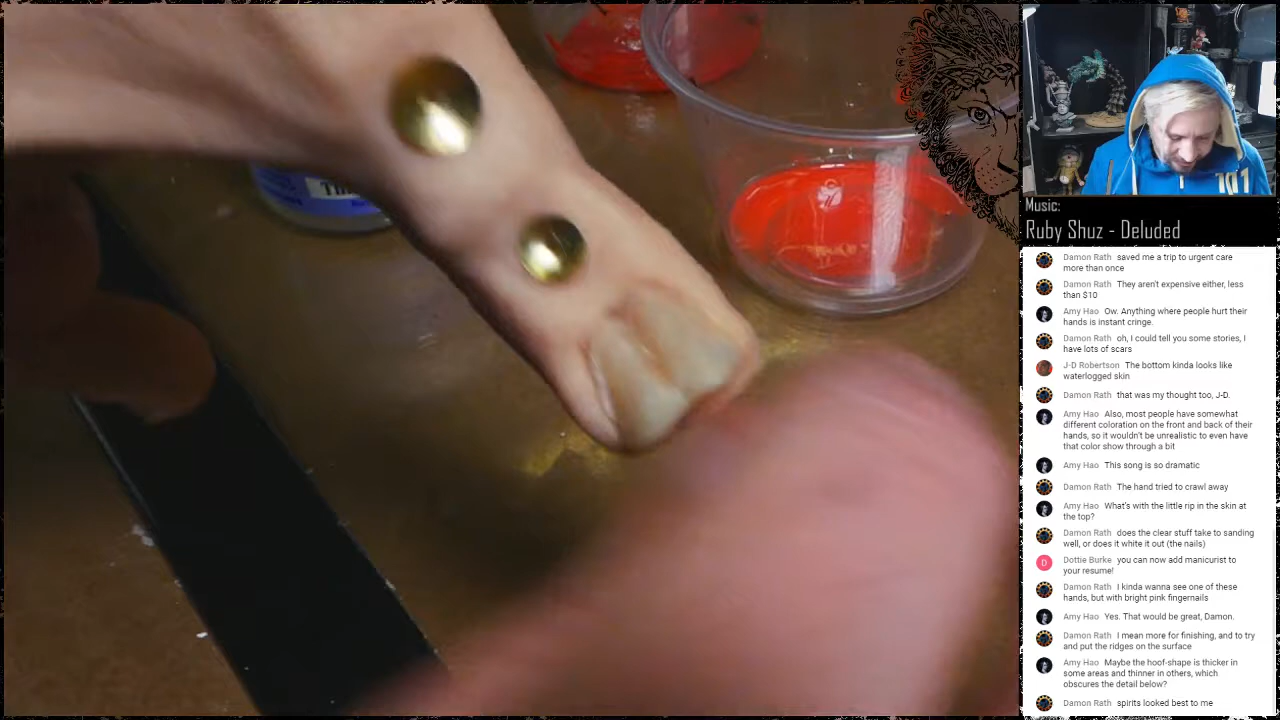 Th
101
Music:
Ruby Shuz - Deluded
Damon Rath saved me a trip to urgent care
more than once
Damon Rath They aren't expensive either, less
than $10
Amy Hao Ow. Anything where people hurt their
hands is instant cringe.
Damon Rath oh, I could tell you some stories, I
have lots of scars
J-D Robertson The bottom kinda looks like
waterlogged skin
Damon Rath that was my thought too, J-D.
Amy Hao Also, most people have somewhat
different coloration on the front and back of their
hands, so it wouldn't be unrealistic to even have
that color show through a bit
Amy Hao This song is so dramatic
Damon Rath The hand tried to crawl away
Amy Hao What's with the little rip in the skin at
the top?
Damon Rath does the clear stuff take to sanding
well, or does it white it out (the nails)
D Dottie Burke you can now add manicurist to
your resume!
Damon Rath I kinda wanna see one of these
hands, but with bright pink fingernails
Amy Hao Yes. That would be great, Damon.
Damon Rath I mean more for finishing, and to try
and put the ridges on the surface
Amy Hao Maybe the hoof-shape is thicker in
some areas and thinner in others, which
obscures the detail below?
Damon Rath spirits looked best to me